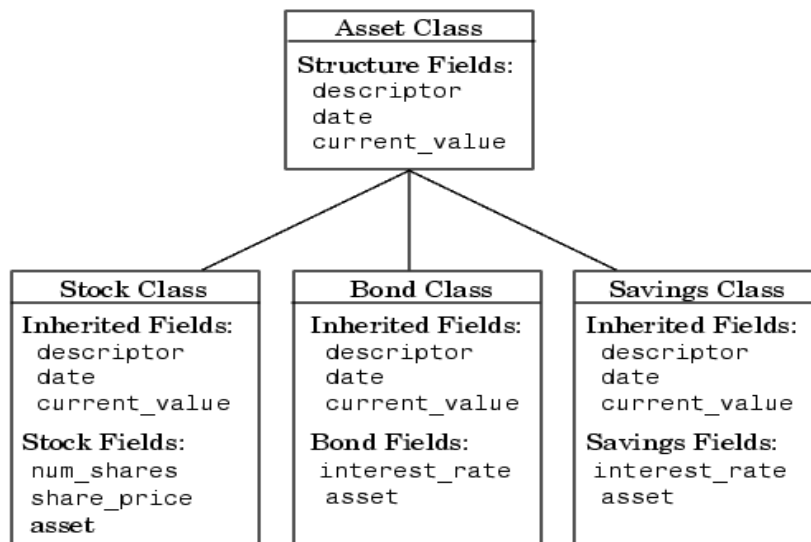 Asset Class
Structure Fields:
descriptor
date
current_value
Stock Class
Inherited Fields:
descriptor
date
current_value
Stock Fields:
num_shares
share_price
asset
Bond Class
Inherited Fields:
descriptor
date
current_value
Bond Fields:
interest_rate
asset
Savings Class
Inherited Fields:
descriptor
date
current_value
Savings Fields:
interest_rate
asset